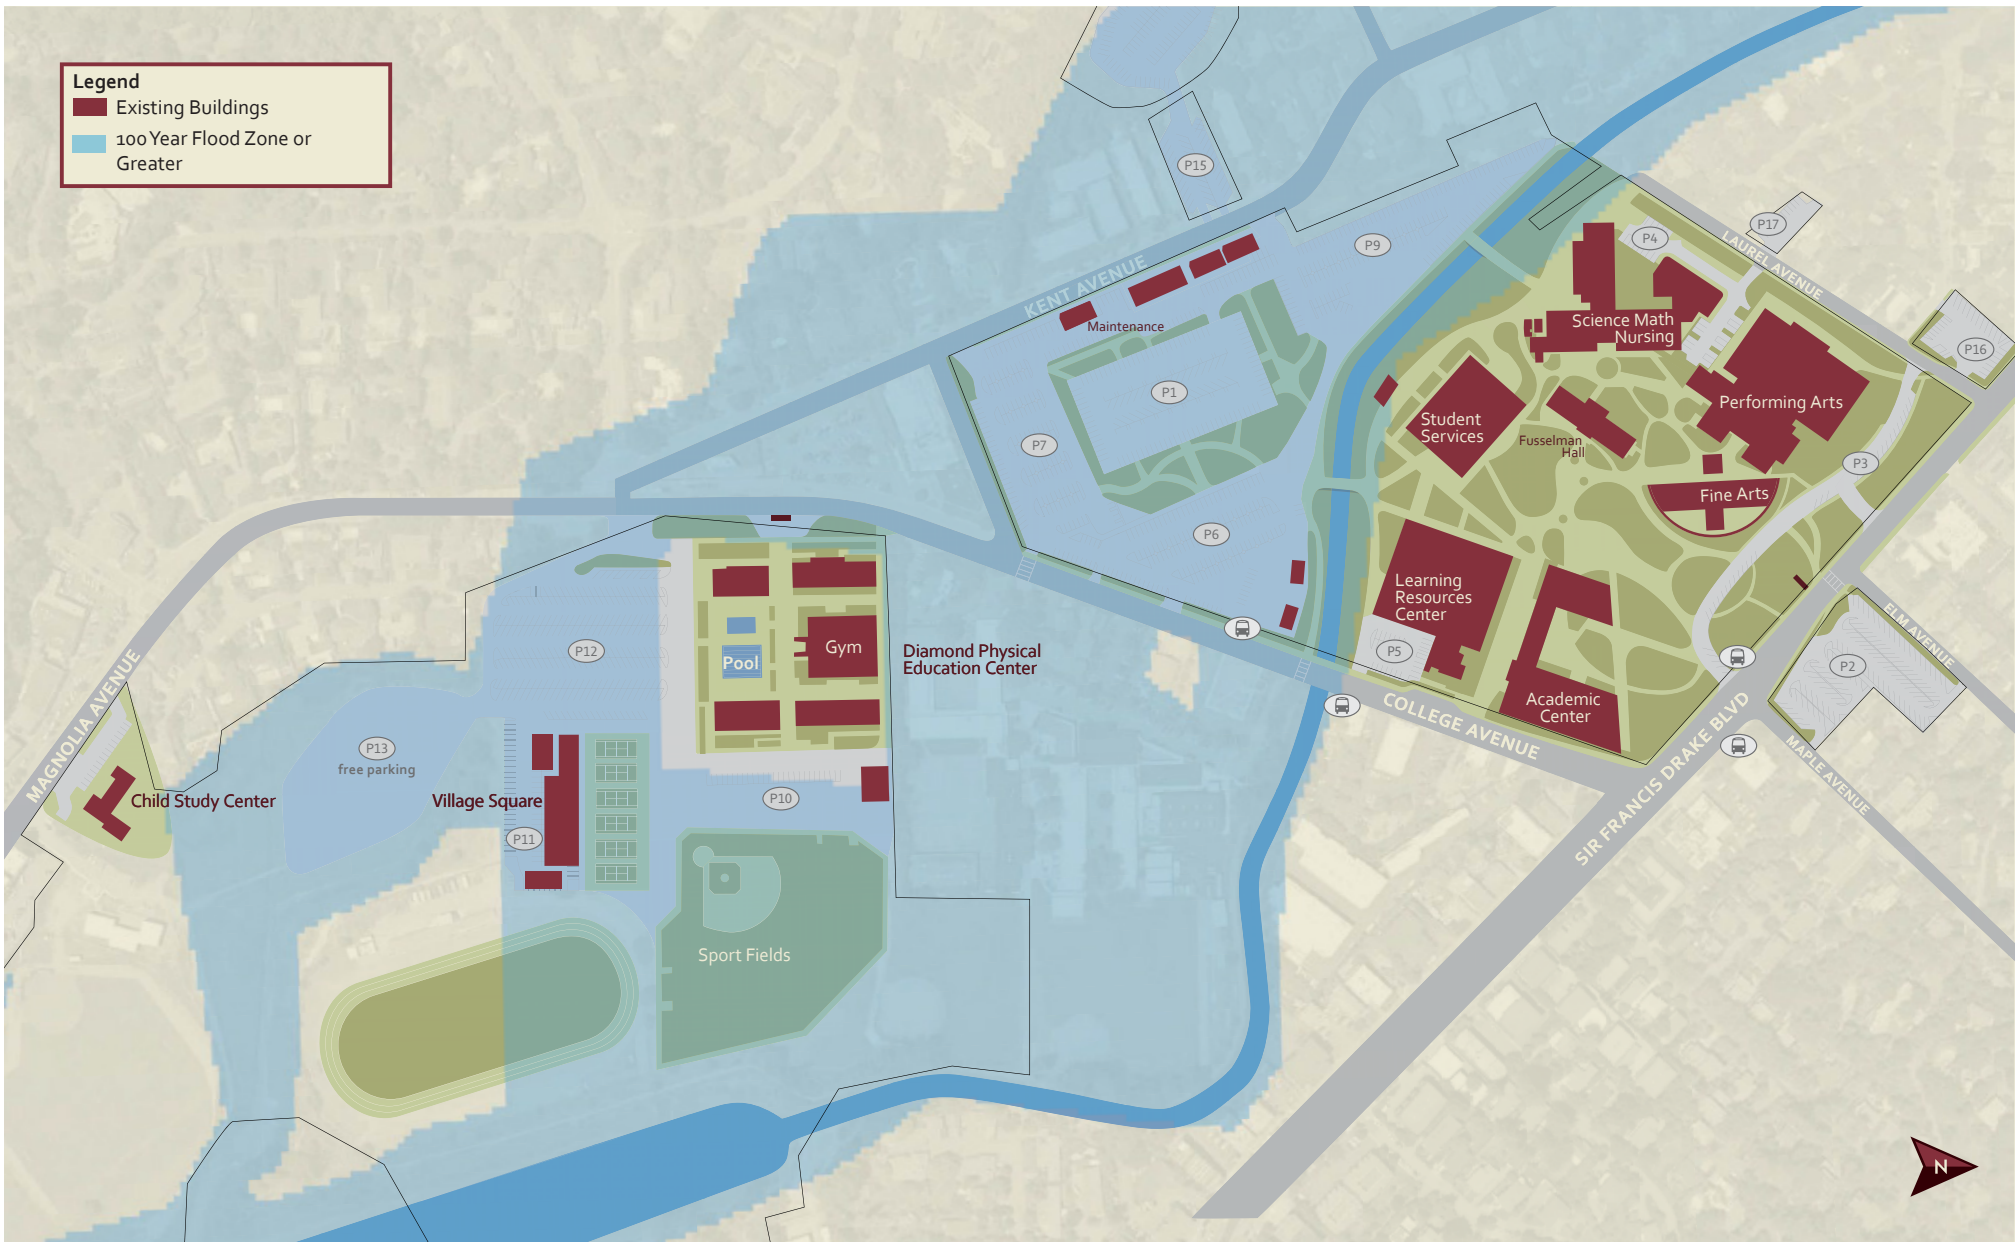 Legend
Existing Buildings
100 Year Flood Zone or
Greater
P15
P17
P4
LAUREL AVENUE
P9
KENT AVENUE
Maintenance
Science Math
Nursing
P16
P1
Performing Arts
Student
Services
Fusselman
Hall
P7
P3
Fine Arts
P6
Learning
Resources
Center
ELM AVENUE
P12
Pool
Gym
Diamond Physical
Education Center
P5
P2
Academic
Center
COLLEGE AVENUE
MAGNOLIA AVENUE
P13
free parking
SIR FRANCIS DRAKE BLVD
MAPLE AVENUE
Child Study Center
Village Square
P10
P11
Sport Fields
N